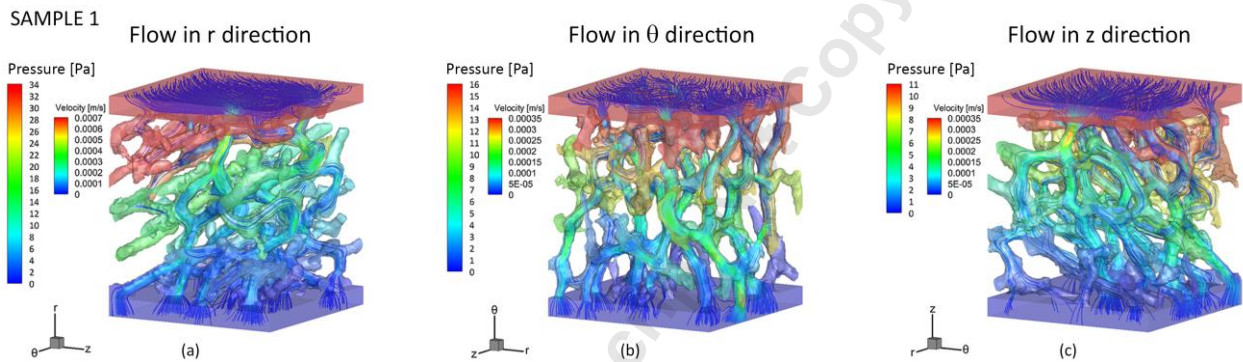 SAMPLE 1
Flow in r direction
Pressure [Pa]
34
32
30
28
26
24
22
20
18
16
14
12
10
8
6
4
2
0
Velocity [m/s]
0.0007
0.0006
0.0005
0.0004
0.0003
0.0002
0.0001
0
r
θ
z
(a)
Flow in θ direction
Pressure [Pa]
16
15
14
13
12
11
10
9
8
7
6
5
4
3
2
1
0
Velocity [m/s]
0.00035
0.0003
0.00025
0.0002
0.00015
0.0001
5E-05
0
θ
z
r
(b)
Flow in z direction
Pressure [Pa]
11
10
9
8
7
6
5
4
3
2
1
0
Velocity [m/s]
0.00035
0.0003
0.00025
0.0002
0.00015
0.0001
5E-05
0
z
r
θ
(c)
Copy